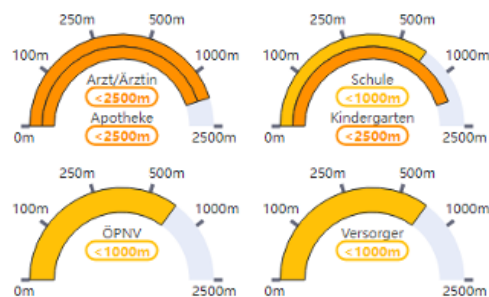 250m 500m
100m 1000m
Arzt/Ärztin
<2500m
Apotheke
<2500m
0m 2500m
250m 500m
100m 1000m
Schule
<1000m
Kindergarten
<2500m
0m 2500m
250m 500m
100m 1000m
ÖPNV
<1000m
0m 2500m
250m 500m
100m 1000m
Versorger
<1000m
0m 2500m